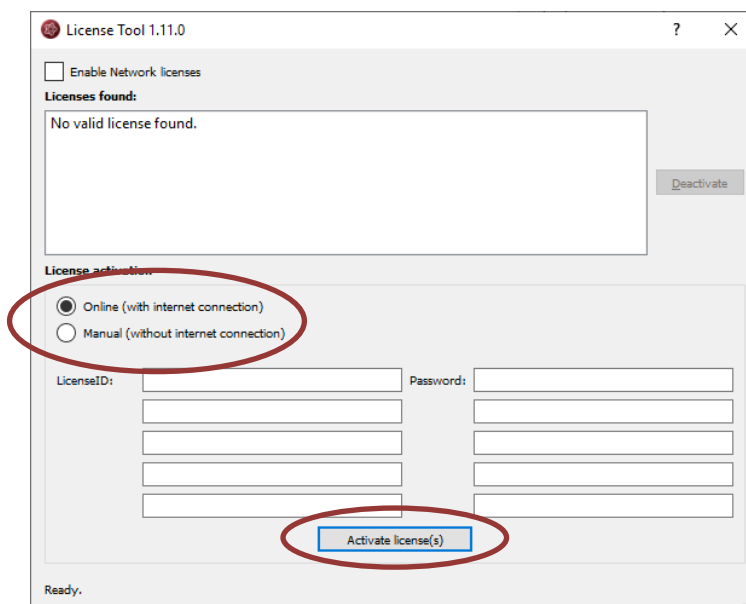 License Tool 1.11.0 ?
Enable Network licenses
Licenses found:
No valid license found.
Deactivate
License activation
Online (with internet connection)
Manual (without internet connection)
LicenseID: Password:
Activate license(s)
Ready.